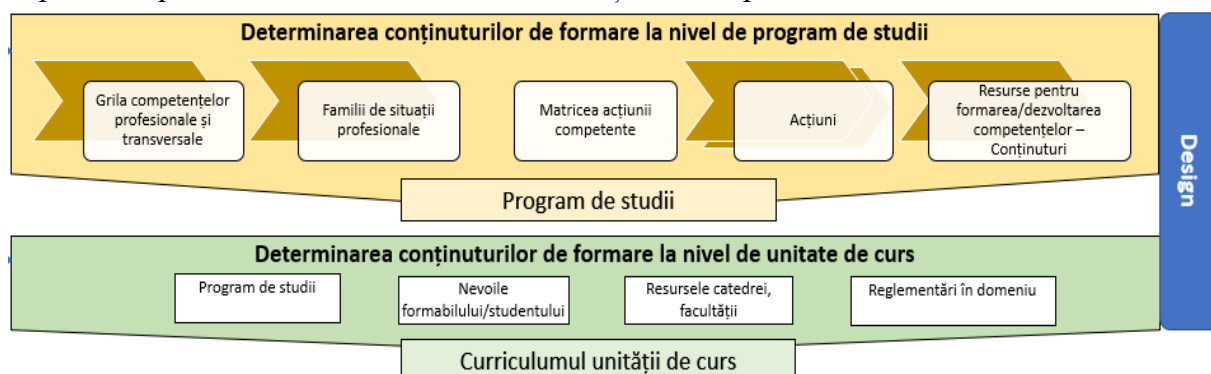 Determinarea conținuturilor de formare la nivel de program de studii
Grila competențelor
profesionale și
transversale
Familii de situații
profesionale
Matricea acțiunii
competente
Acțiuni
Resurse pentru
formarea/dezvoltarea
competențelor –
Conținuturi
Program de studii
Design
Determinarea conținuturilor de formare la nivel de unitate de curs
Program de studii
Nevoile
formabilului/studentului
Resursele catedrei,
facultății
Reglementări în domeniu
Curriculumul unității de curs